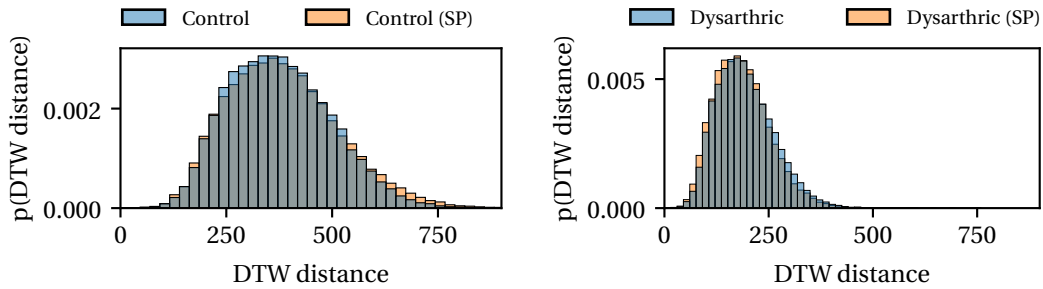 Control Control (SP)
p(DTW distance)
0.002
0.000
0 250 500 750
DTW distance
Dysarthric Dysarthric (SP)
p(DTW distance)
0.005
0.000
0 250 500 750
DTW distance